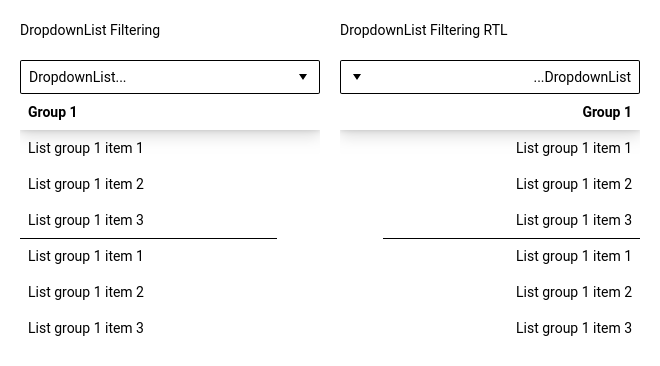 DropdownList Filtering
DropdownList...
Group 1
List group 1 item 1
List group 1 item 2
List group 1 item 3
List group 1 item 1
List group 1 item 2
List group 1 item 3
DropdownList Filtering RTL
...DropdownList
Group 1
List group 1 item 1
List group 1 item 2
List group 1 item 3
List group 1 item 1
List group 1 item 2
List group 1 item 3